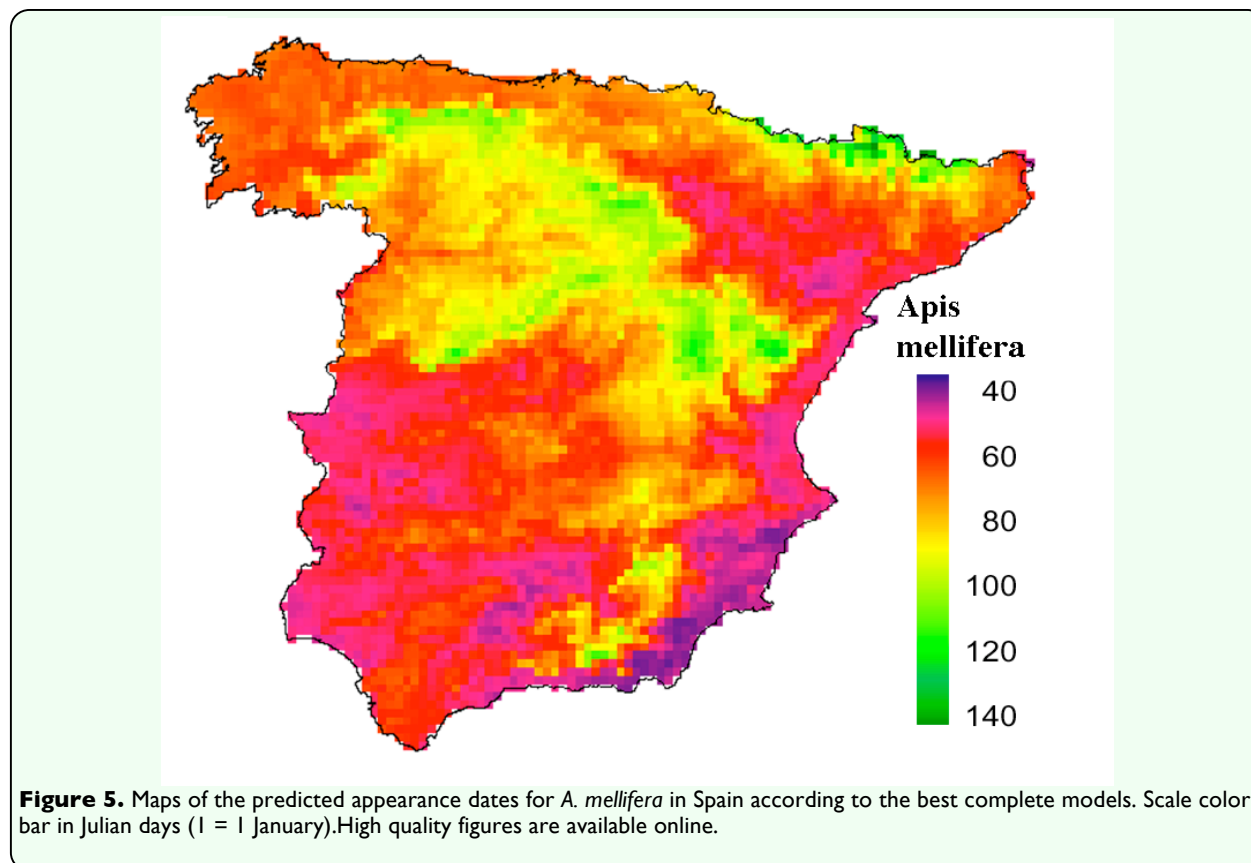 Apis
mellifera
40
60
80
100
120
140
Figure 5. Maps of the predicted appearance dates for A. mellifera in Spain according to the best complete models. Scale color
bar in Julian days (1 = 1 January).High quality figures are available online.